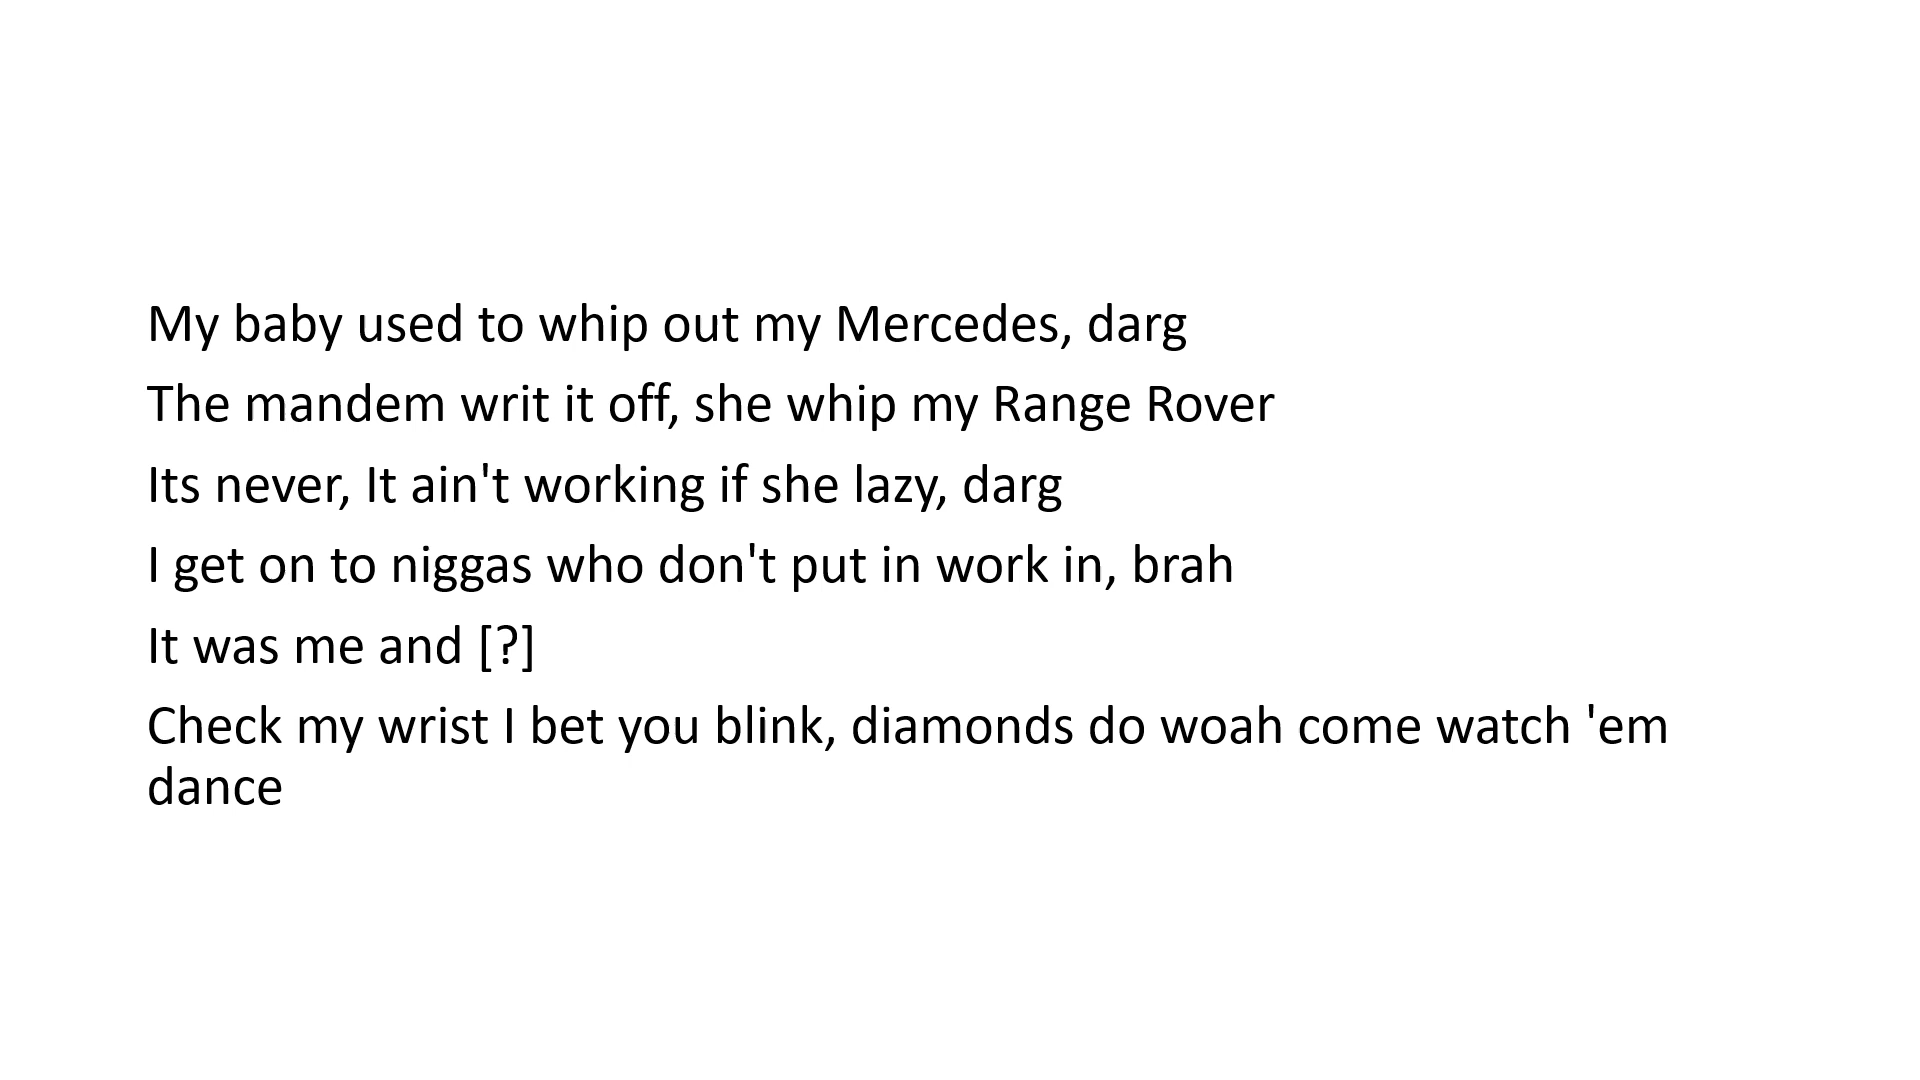 My baby used to whip out my Mercedes, darg
The mandem writ it off, she whip my Range Rover
Its never, It ain't working if she lazy, darg
I get on to niggas who don't put in work in, brah
It was me and [?]
Check my wrist I bet you blink, diamonds do woah come watch 'em
dance